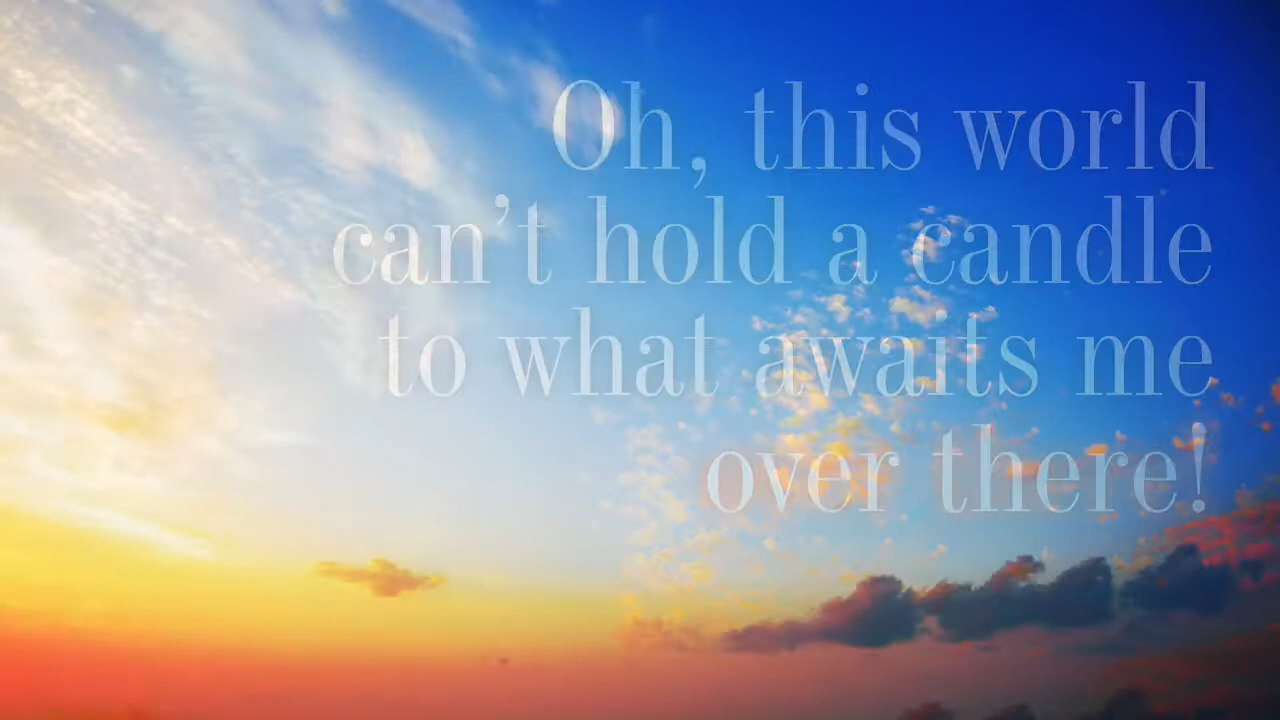 Oh, this world
can’t hold a candle
to what awaits me
over there!